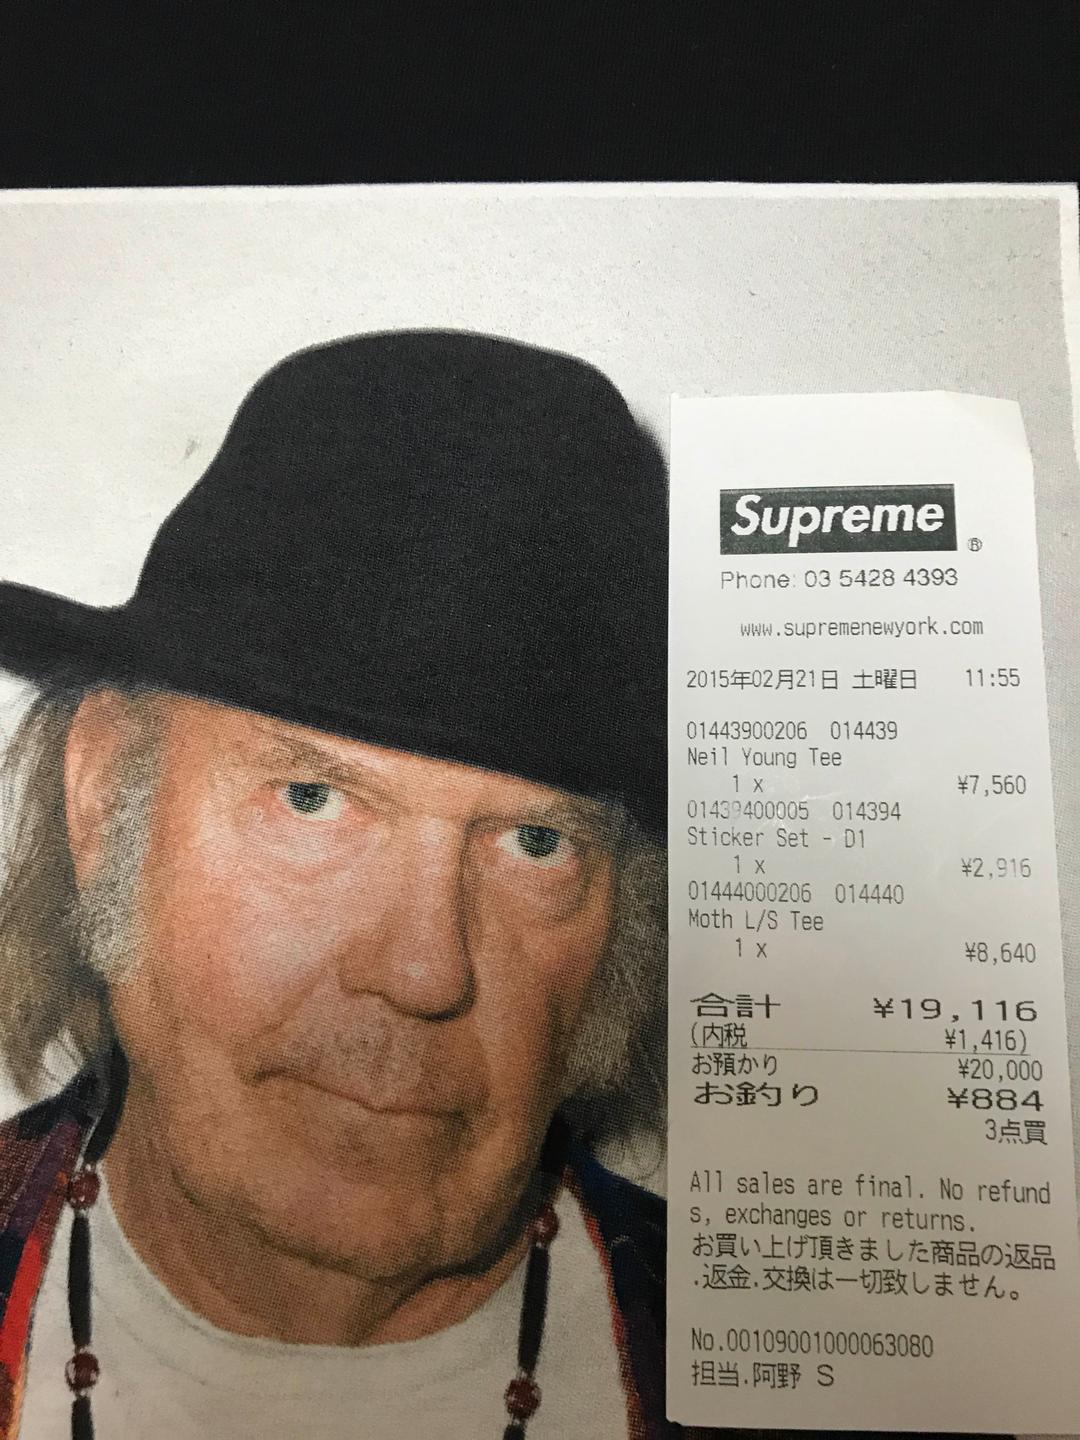 Supreme ®
Phone: 03 5428 4393
www.supremenewyork.com
2015年02月21日 土曜日 11:55
01443900206 014439
Neil Young Tee
1 x ¥7,560
01439400005 014394
Sticker Set - D1
1 x ¥2,916
01444000206 014440
Moth L/S Tee
1 x ¥8,640
合計 ¥19,116
(内税 ¥1,416)
お預かり ¥20,000
お釣り ¥884
3点買
All sales are final. No refund
s, exchanges or returns.
お買い上げ頂きました商品の返品
.返金.交換は一切致しません。
No.00109001000063080
担当.阿野 S